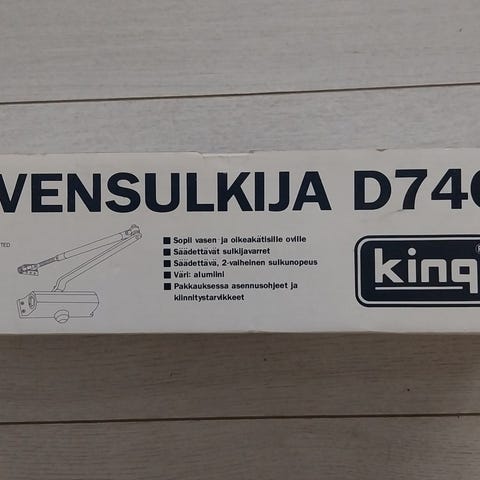 VENSULKIJA D740
TED
Sopii vasen- ja oikeakätisille oville
Säädettävät sulkijavarret
Säädettävä, 2-vaiheinen sulkunopeus
Väri: alumiini
Pakkauksessa asennusohjeet ja
kiinnitystarvikkeet
king